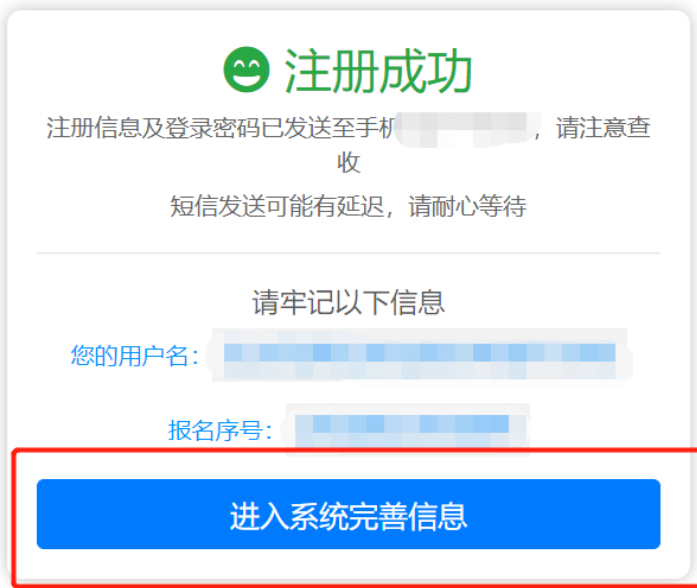 注册成功
注册信息及登录密码已发送至手机，请注意查
收
短信发送可能有延迟，请耐心等待
请牢记以下信息
您的用户名：
报名序号：
进入系统完善信息